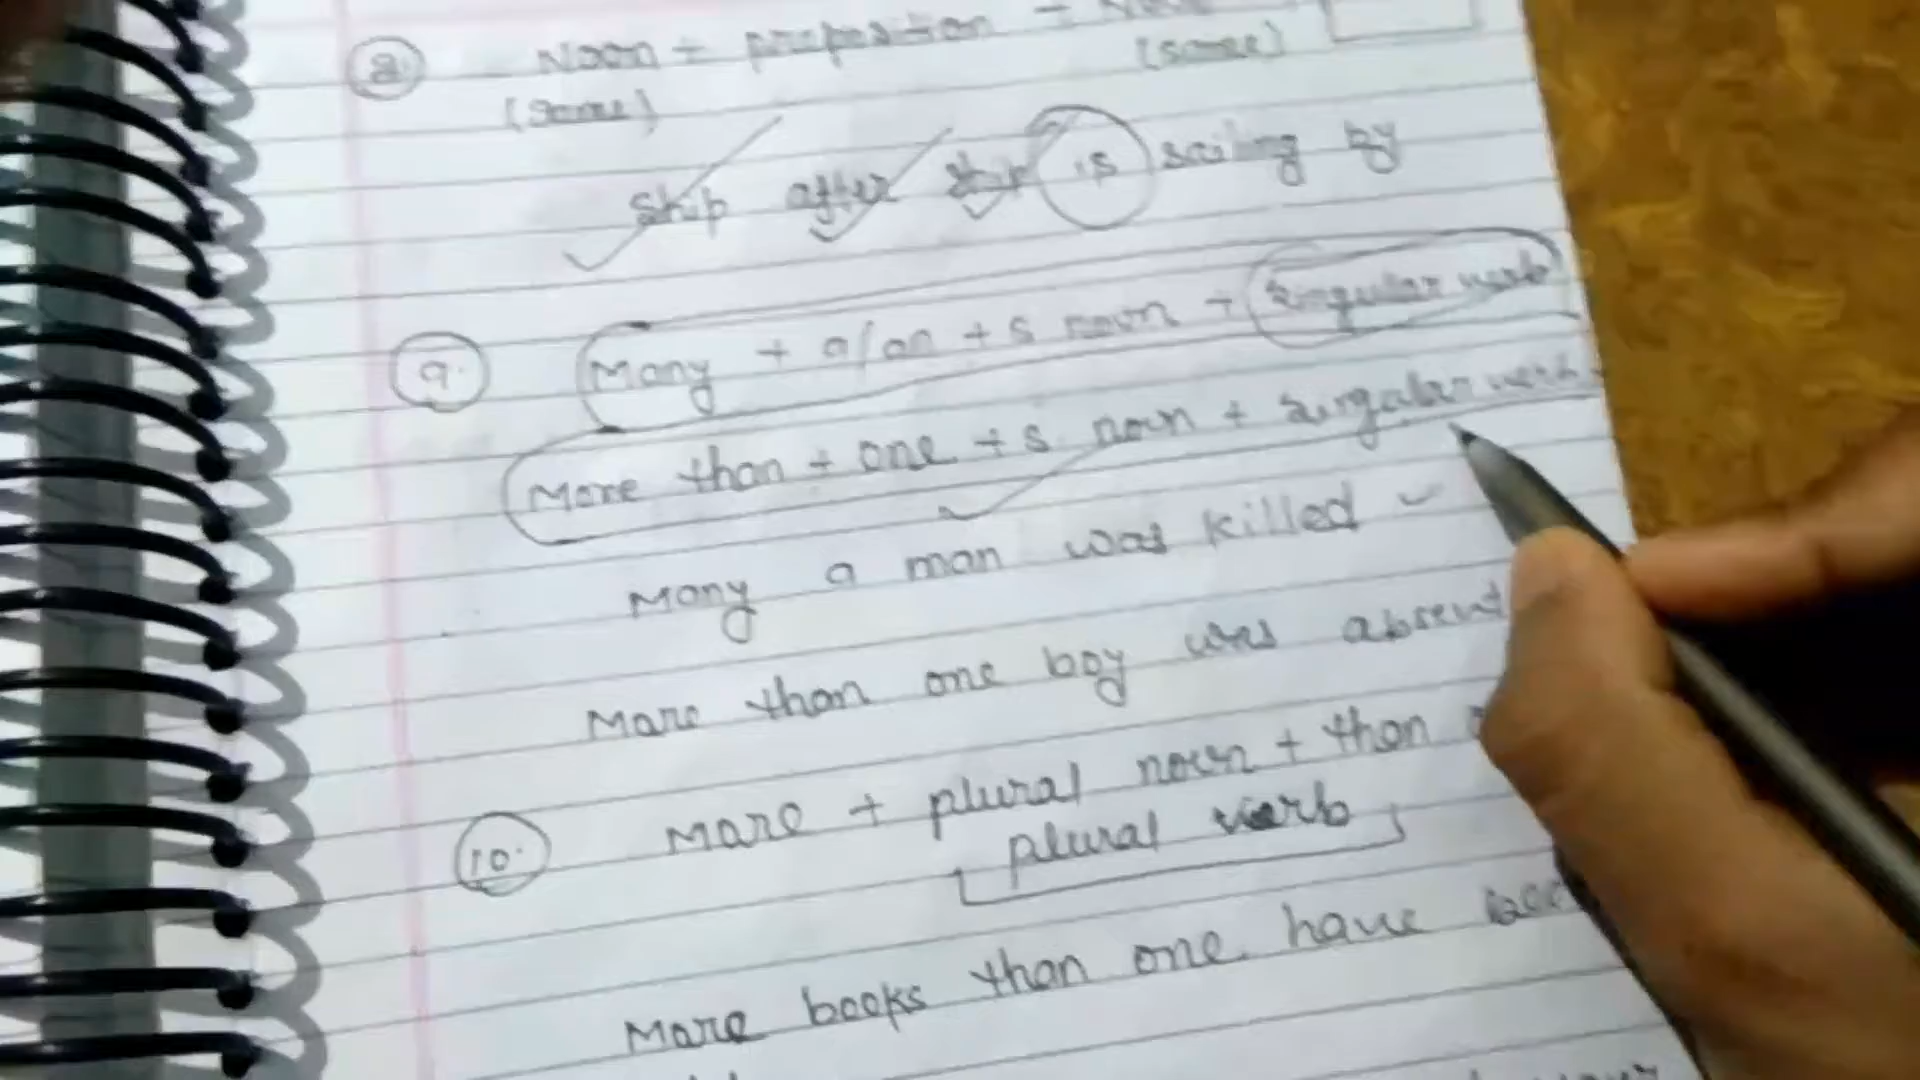 8. Noon + preposition +
(same) (same)
Ship after ship is sailing by
9. Many + a/an + s noun + singular verb
More than + one + s. noun + singular verb
Many a man was killed
More than one boy was absent
10. More + plural noun + than
plural verb
More books than one have